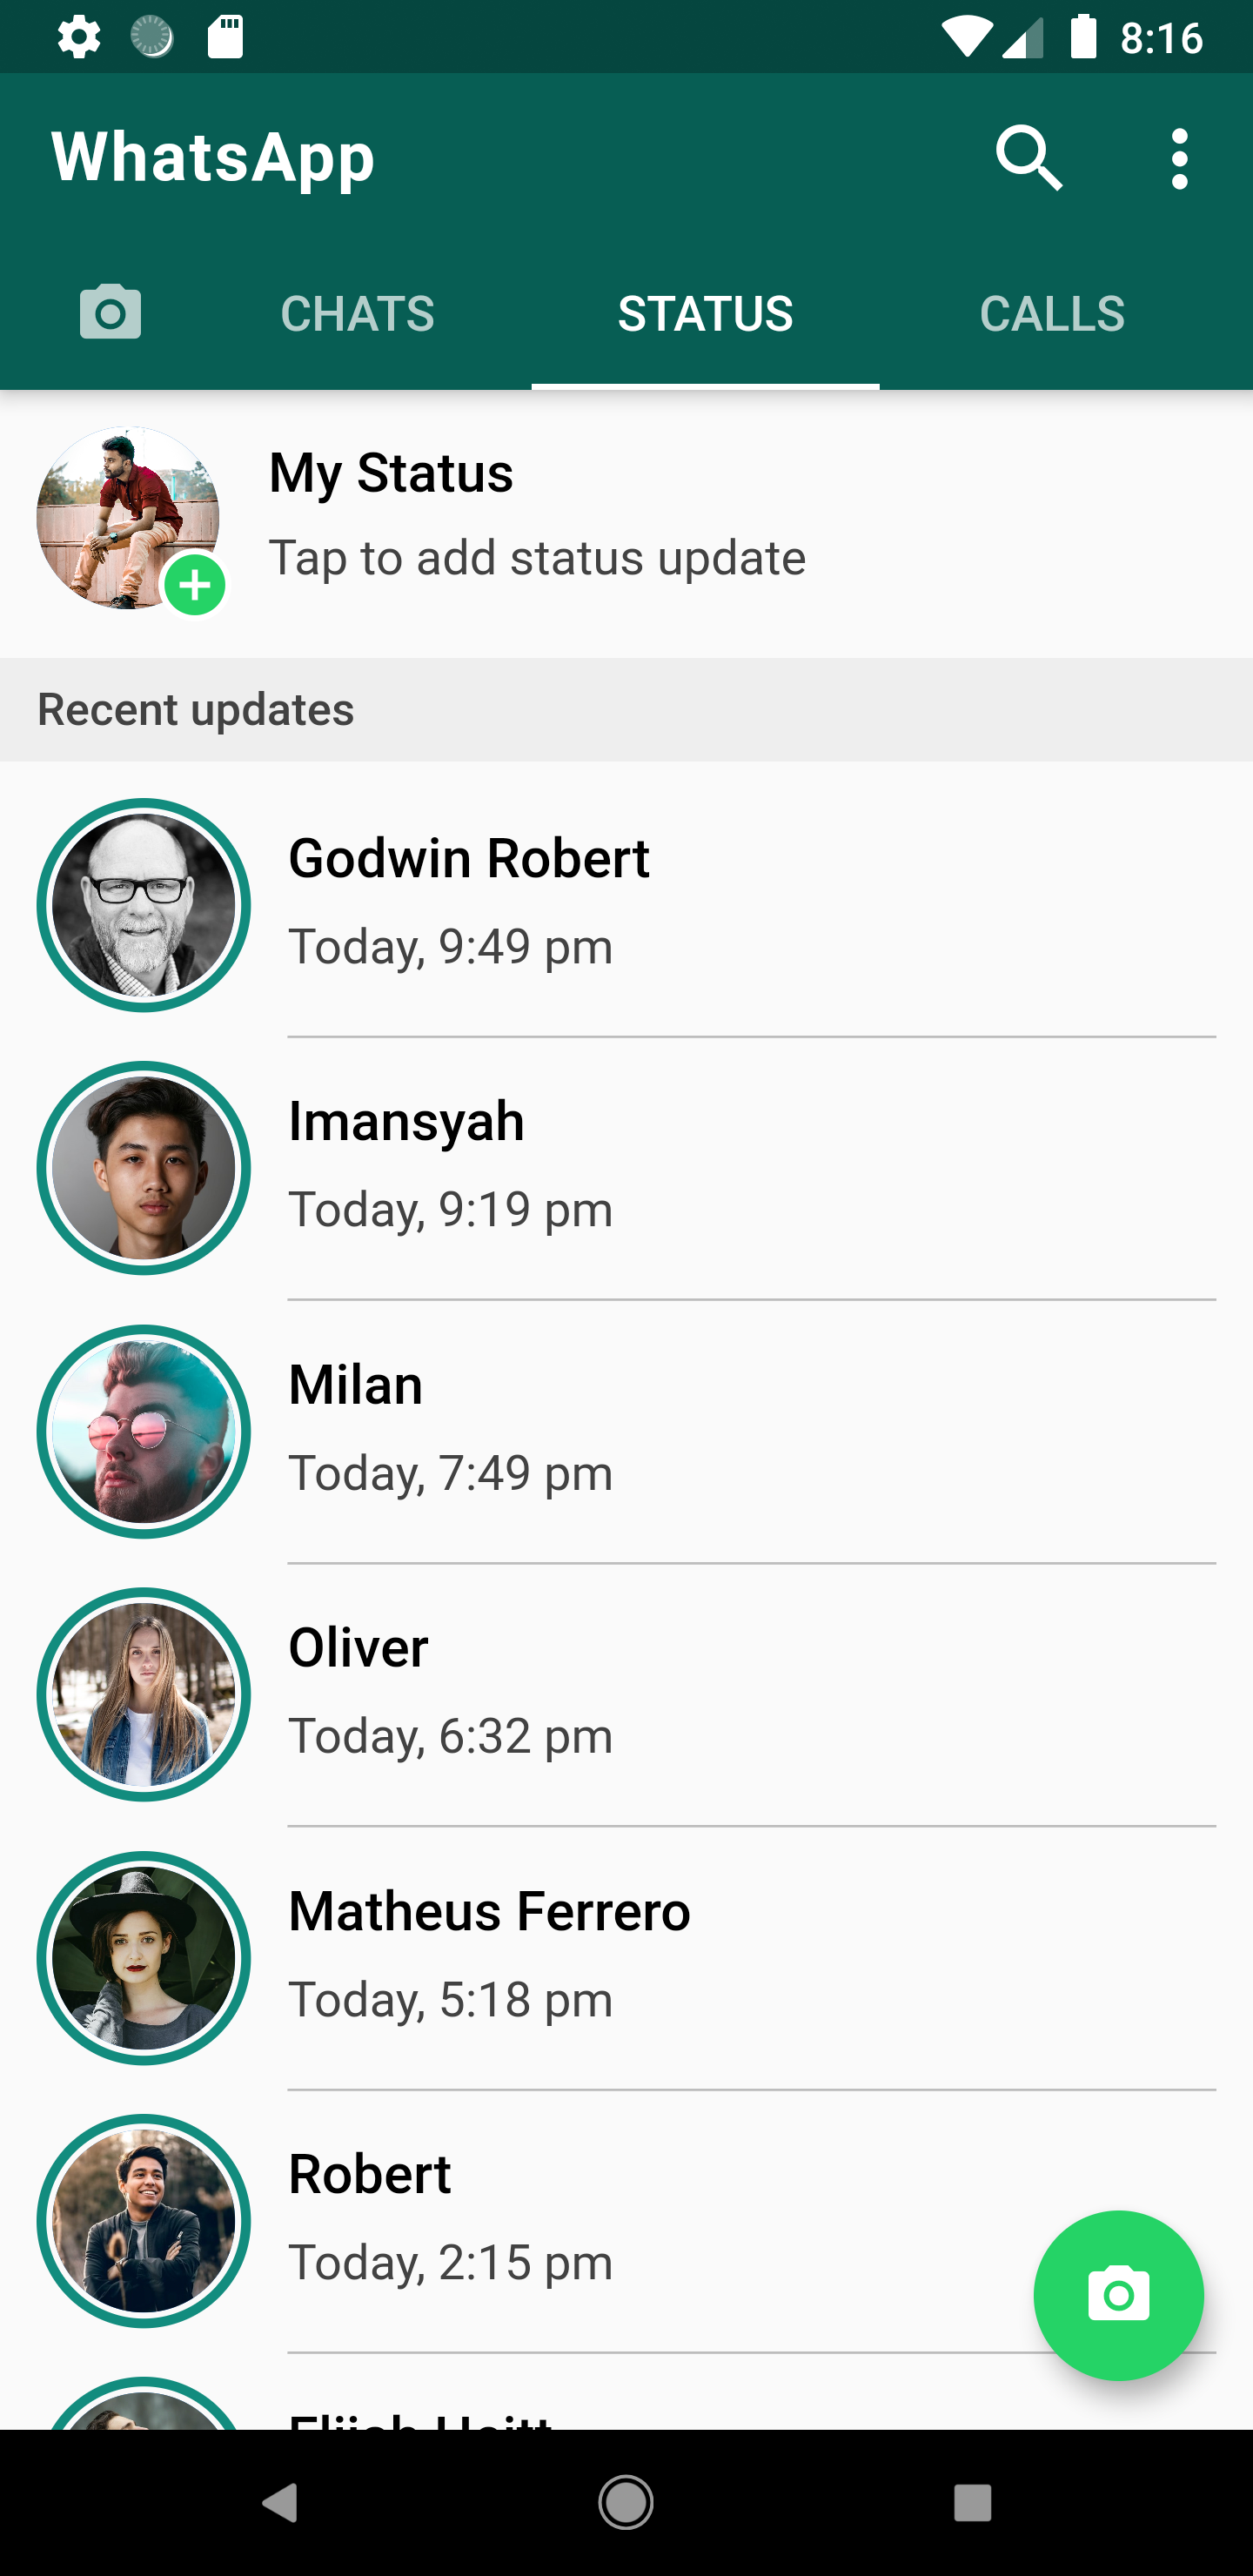 8:16
WhatsApp
CHATS STATUS CALLS
My Status
Tap to add status update
Recent updates
Godwin Robert
Today, 9:49 pm
Imansyah
Today, 9:19 pm
Milan
Today, 7:49 pm
Oliver
Today, 6:32 pm
Matheus Ferrero
Today, 5:18 pm
Robert
Today, 2:15 pm